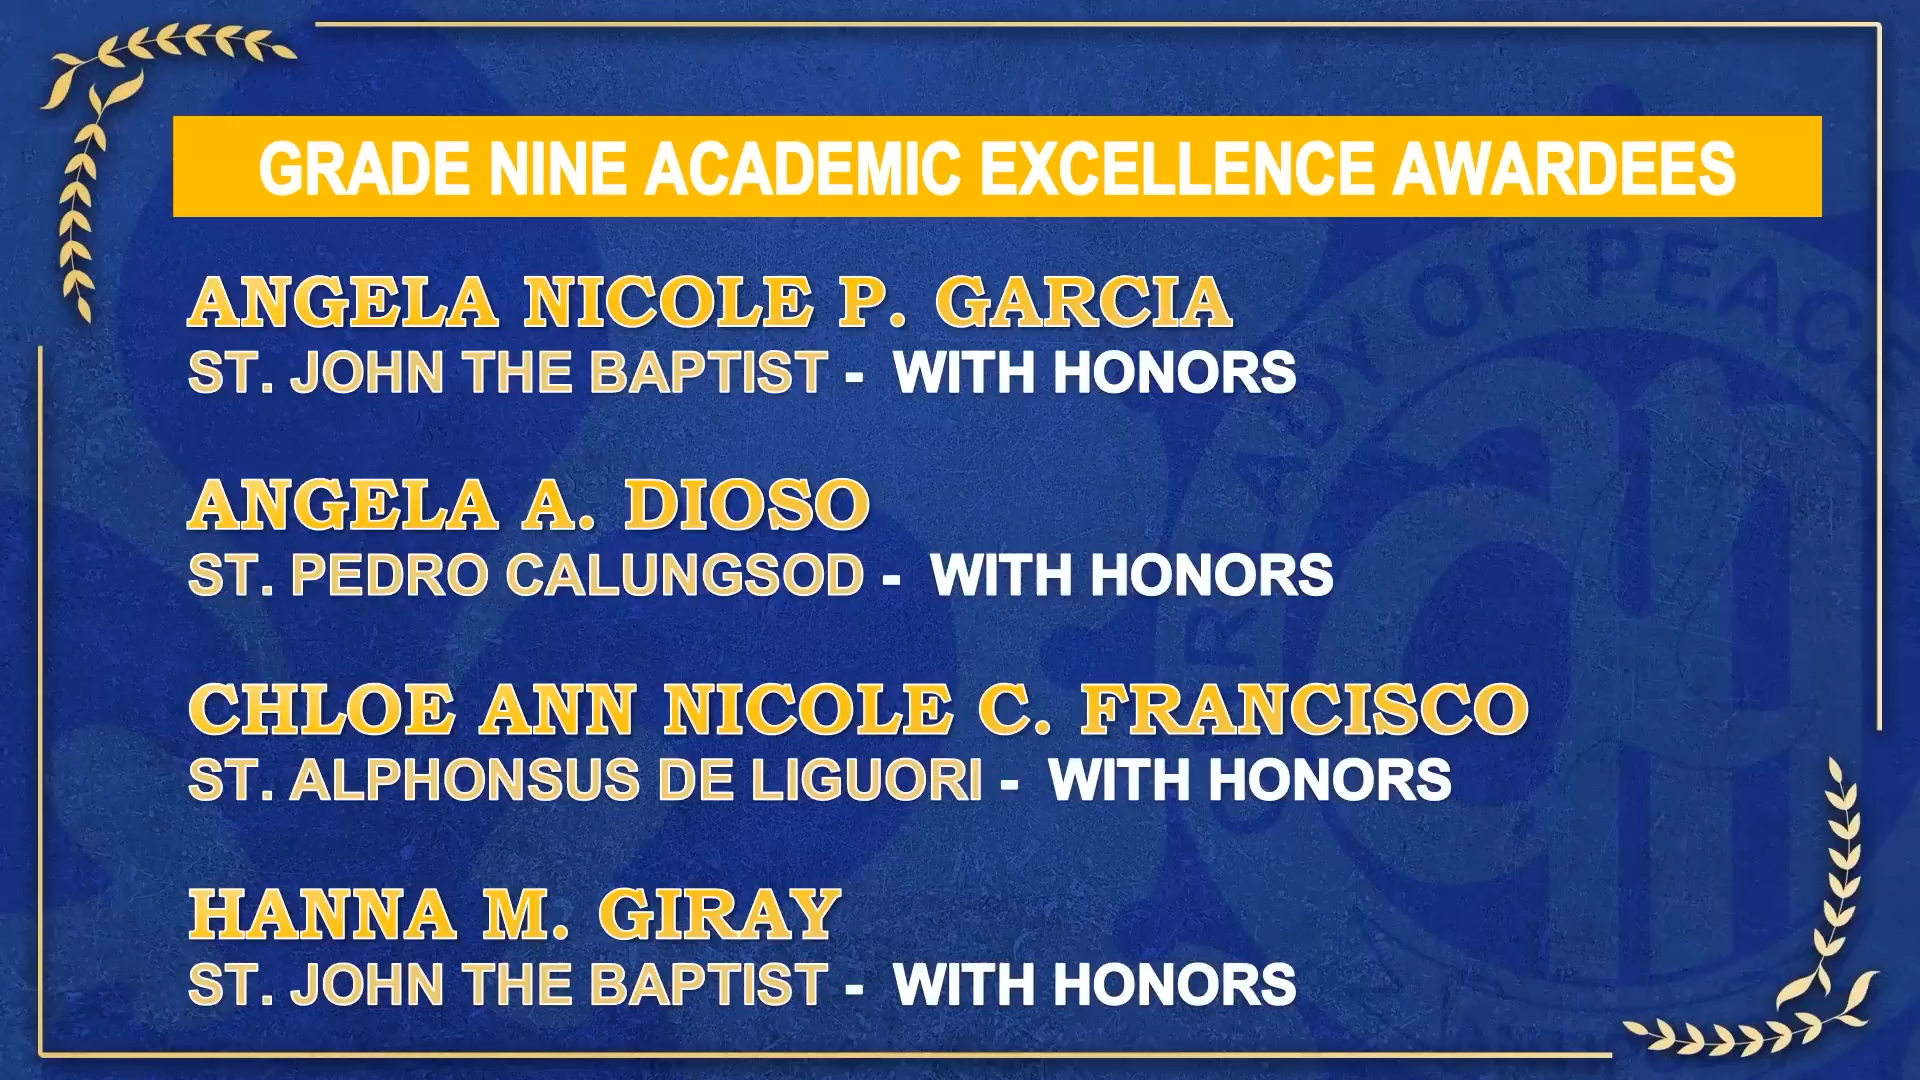 GRADE NINE ACADEMIC EXCELLENCE AWARDEES
ANGELA NICOLE P. GARCIA
ST. JOHN THE BAPTIST - WITH HONORS
ANGELA A. DIOSO
ST. PEDRO CALUNGSOD - WITH HONORS
CHLOE ANN NICOLE C. FRANCISCO
ST. ALPHONSUS DE LIGUORI - WITH HONORS
HANNA M. GIRAY
ST. JOHN THE BAPTIST - WITH HONORS
OF PEACE